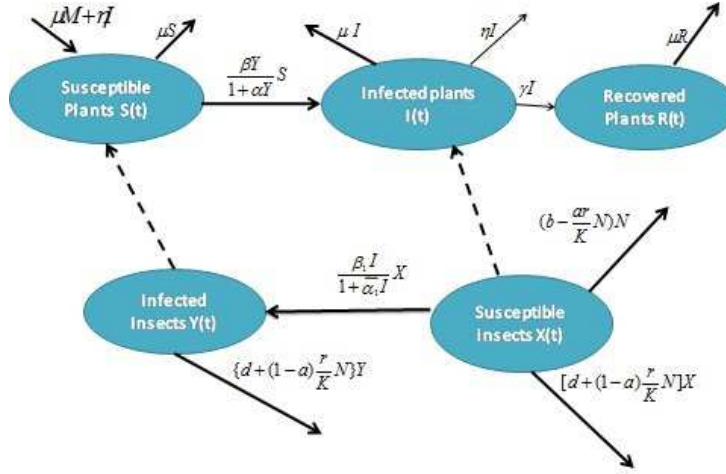 μM+ηI
μS
μ I
ηI
μR
Susceptible
Plants S(t)
βY/(1+αY) S
Infected plants
I(t)
γI
Recovered
Plants R(t)
(b−(ar/K)N)N
Infected
Insects Y(t)
β₁I/(1+α₁I) X
Susceptible
Insects X(t)
{d+(1−a)(r/K)N}Y
[d+(1−a)(r/K)N]X